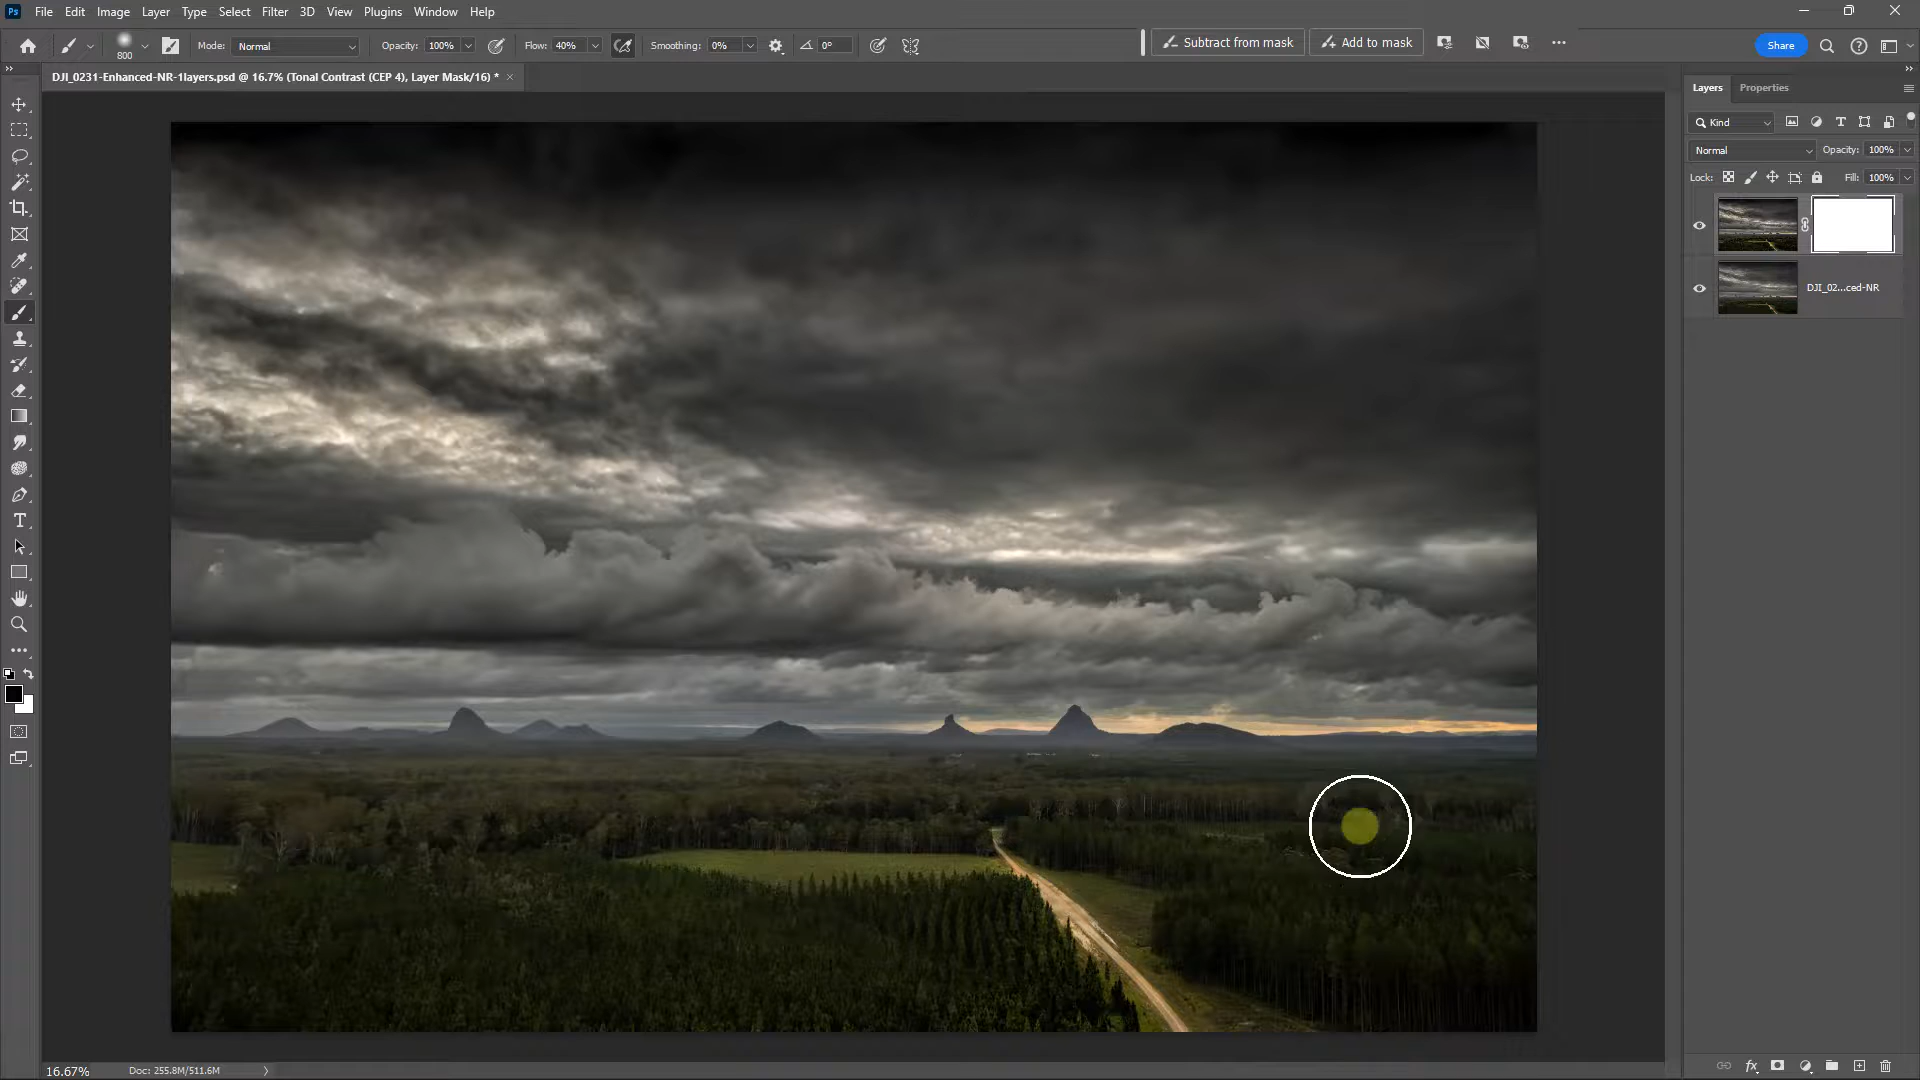 Ps File Edit Image Layer Type Select Filter 3D View Plugins Window Help
800 Mode: Normal Opacity: 100% Flow: 40% Smoothing: 0% 0° Subtract from mask Add to mask Share
DJI_0231-Enhanced-NR-1layers.psd @ 16.7% (Tonal Contrast (CEP 4), Layer Mask/16) *
Layers Properties
Kind
Normal Opacity: 100%
Lock: Fill: 100%
DJI_02...ced-NR
16.67% Doc: 255.8M/511.6M